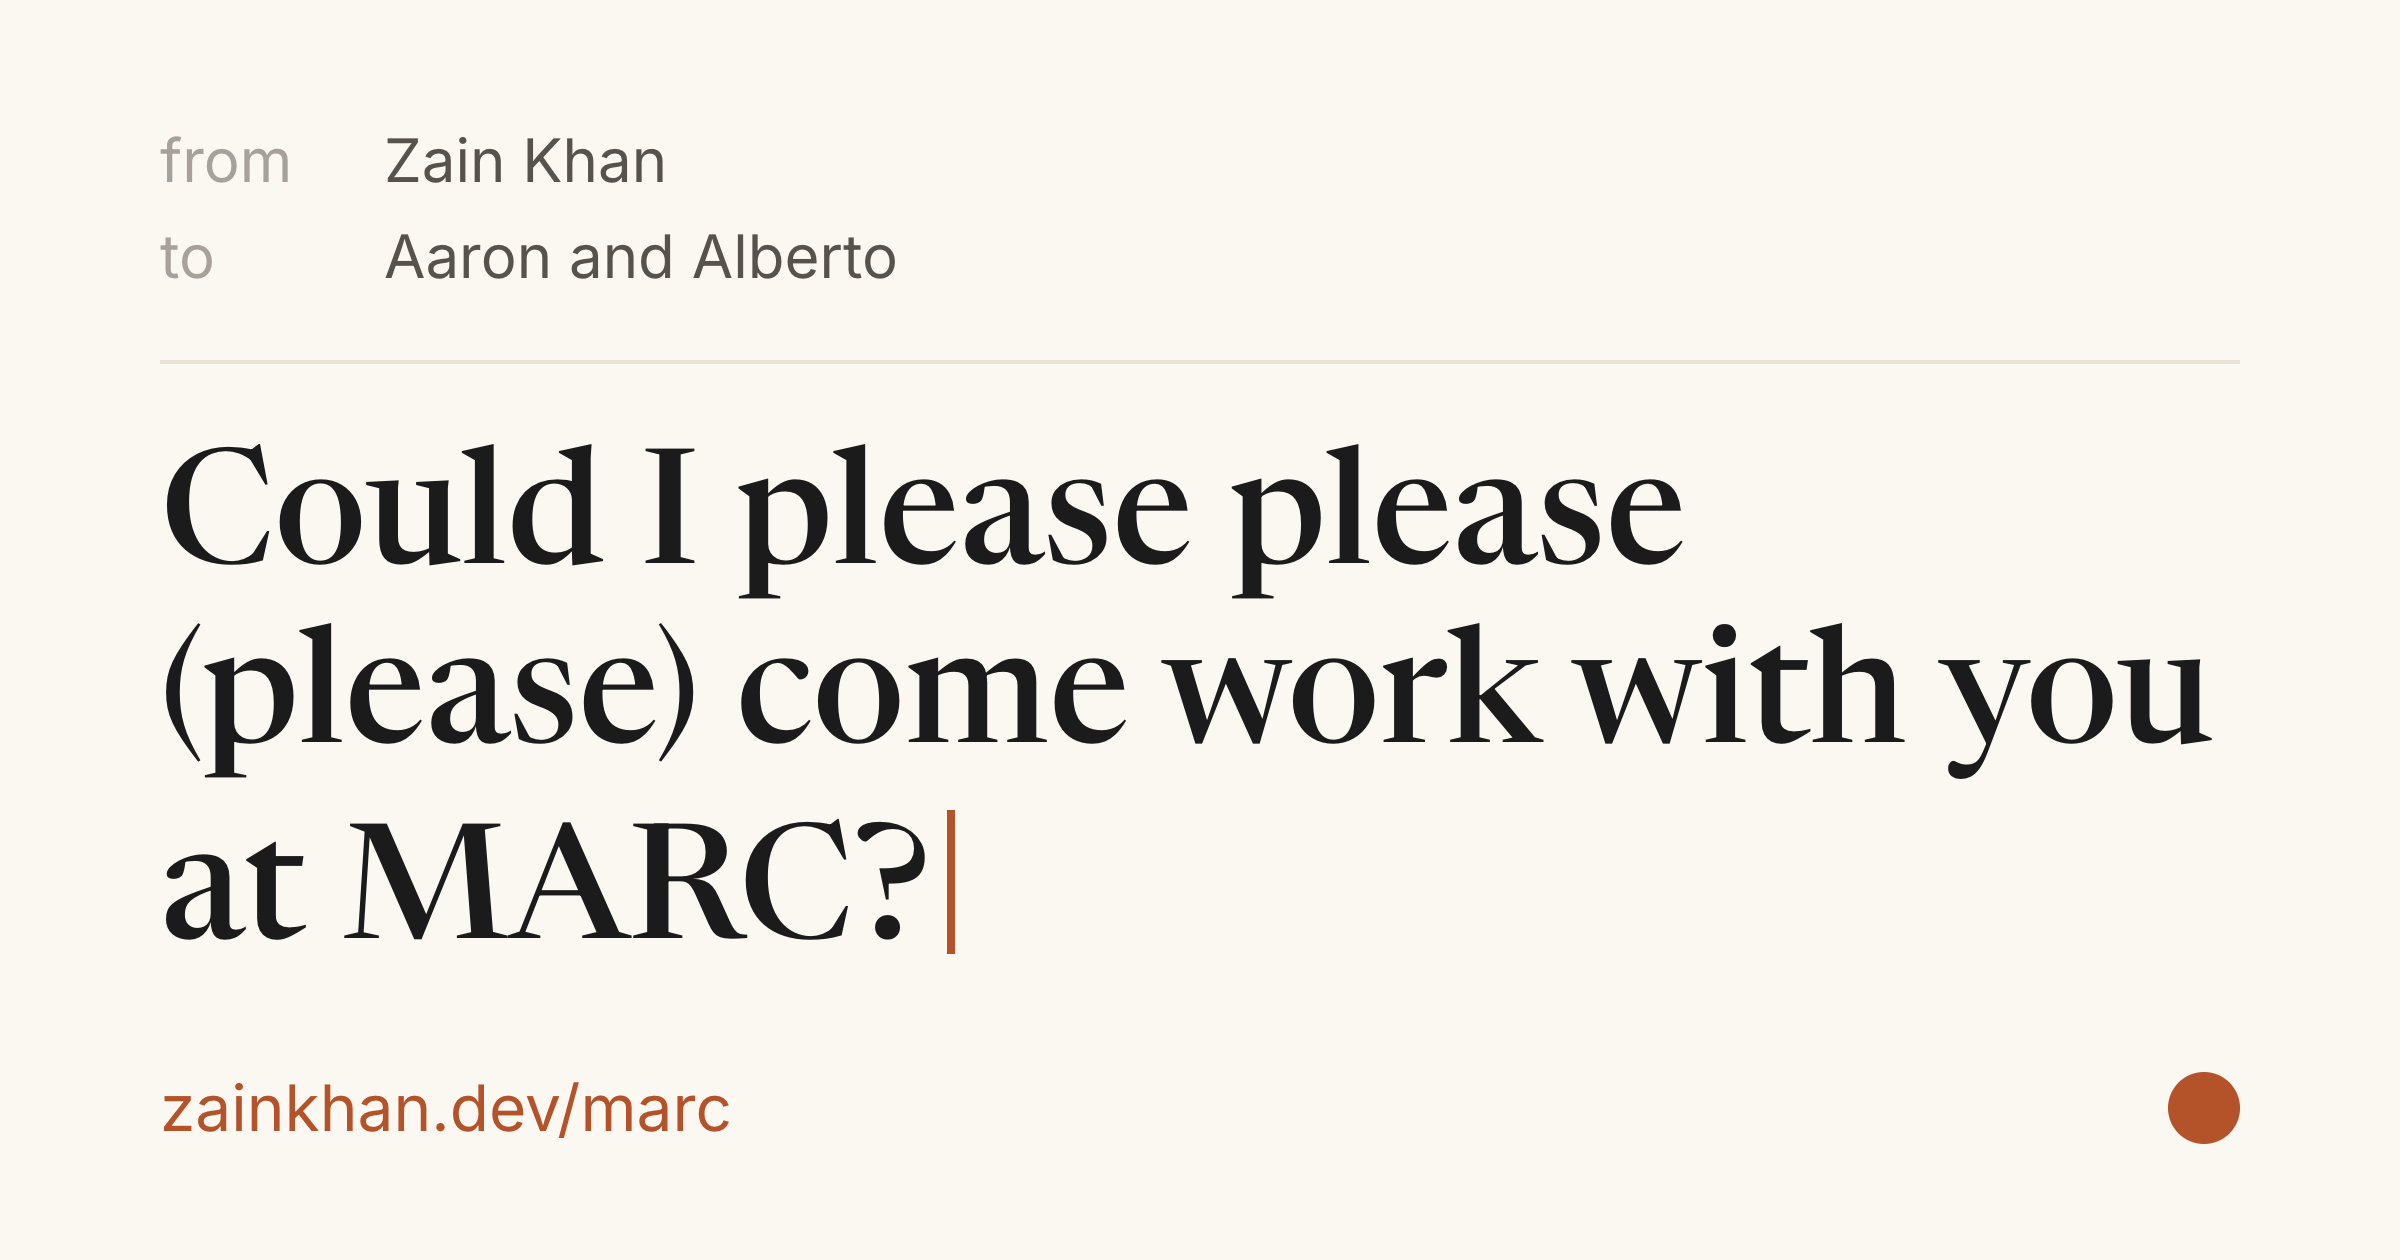 from Zain Khan
to Aaron and Alberto
Could I please please
(please) come work with you
at MARC?
zainkhan.dev/marc